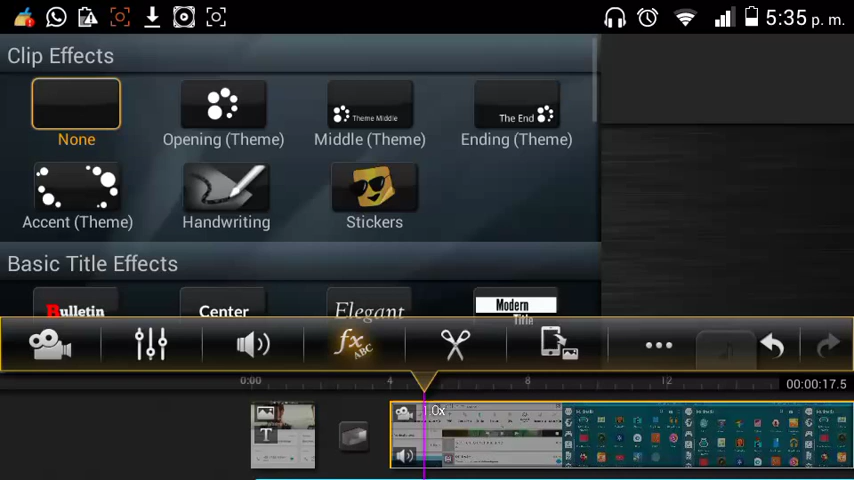 5:35 p. m.
Clip Effects
Theme Middle
The End
None
Opening (Theme)
Middle (Theme)
Ending (Theme)
Accent (Theme)
Handwriting
Stickers
Basic Title Effects
Bulletin
Center
Elegant
Modern
Title
fx
ABC
0:00
4
8
12
00:00:17.5
1.0x
T